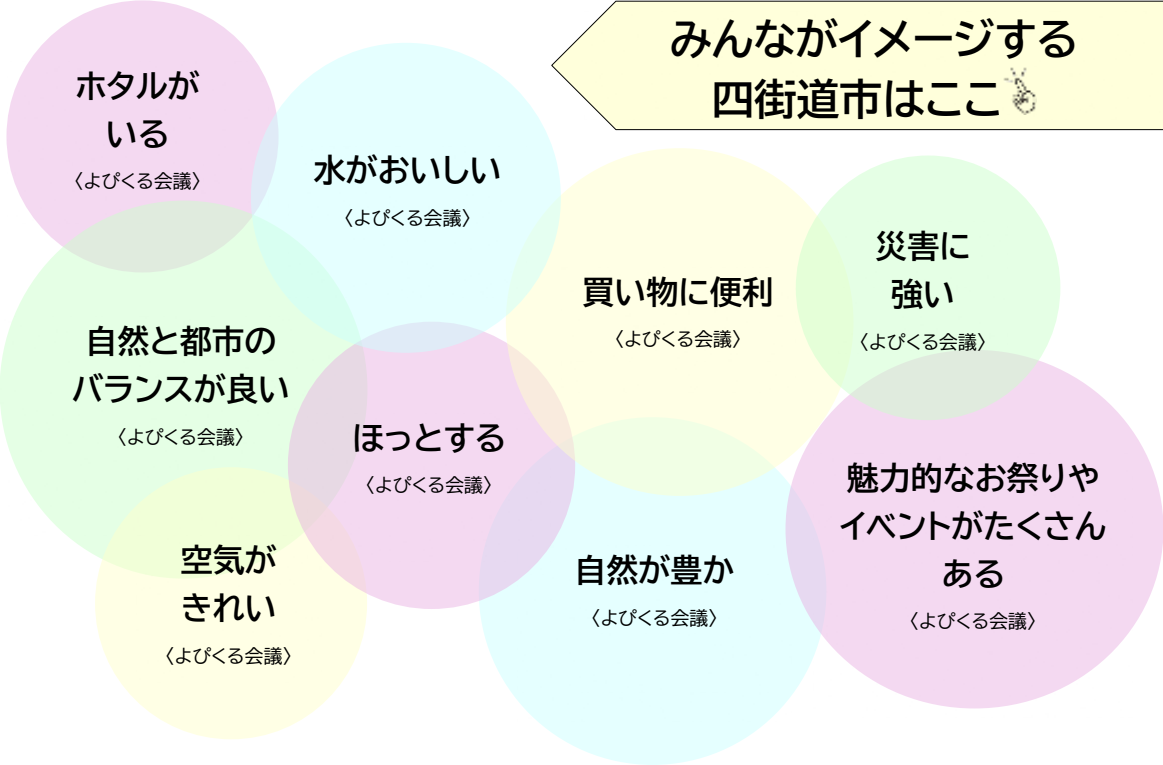 みんながイメージする
四街道市はここ
ホタルが
いる
〈よぴくる会議〉
水がおいしい
〈よぴくる会議〉
買い物に便利
〈よぴくる会議〉
災害に
強い
〈よぴくる会議〉
自然と都市の
バランスが良い
〈よぴくる会議〉
ほっとする
〈よぴくる会議〉
魅力的なお祭りや
イベントがたくさん
ある
〈よぴくる会議〉
空気が
きれい
〈よぴくる会議〉
自然が豊か
〈よぴくる会議〉